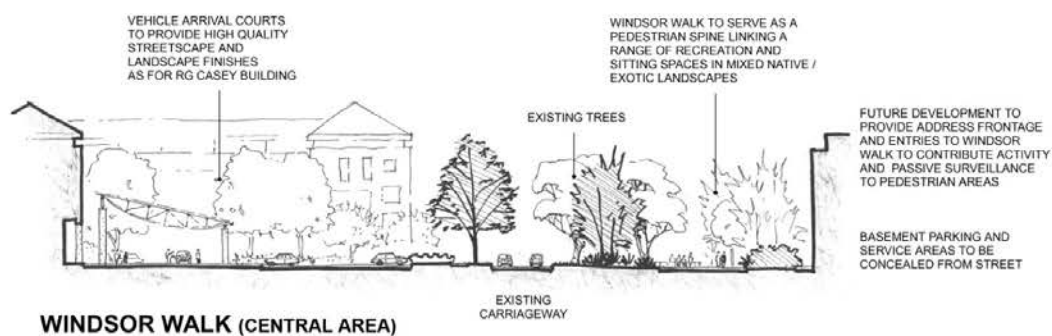 VEHICLE ARRIVAL COURTS
TO PROVIDE HIGH QUALITY
STREETSCAPE AND
LANDSCAPE FINISHES
AS FOR RG CASEY BUILDING
WINDSOR WALK TO SERVE AS A
PEDESTRIAN SPINE LINKING A
RANGE OF RECREATION AND
SITTING SPACES IN MIXED NATIVE /
EXOTIC LANDSCAPES
EXISTING TREES
FUTURE DEVELOPMENT TO
PROVIDE ADDRESS FRONTAGE
AND ENTRIES TO WINDSOR
WALK TO CONTRIBUTE ACTIVITY
AND PASSIVE SURVEILLANCE
TO PEDESTRIAN AREAS
BASEMENT PARKING AND
SERVICE AREAS TO BE
CONCEALED FROM STREET
EXISTING
CARRIAGEWAY
WINDSOR WALK (CENTRAL AREA)